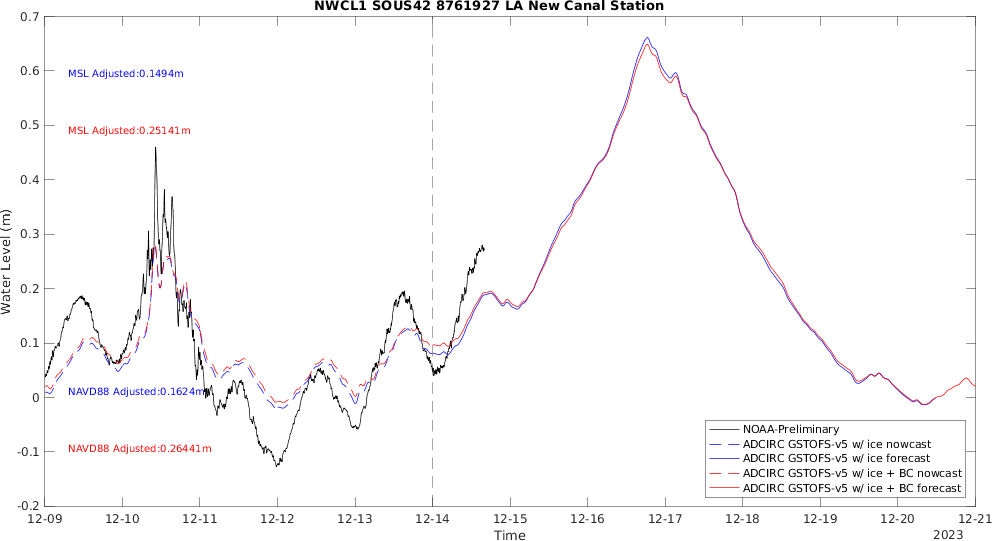 NWCL1 SOUS42 8761927 LA New Canal Station
0.7
0.6
0.5
0.4
0.3
0.2
0.1
0
-0.1
-0.2
Water Level (m)
MSL Adjusted:0.1494m
MSL Adjusted:0.25141m
NAVD88 Adjusted:0.1624m
NAVD88 Adjusted:0.26441m
NOAA-Preliminary
ADCIRC GSTOFS-v5 w/ ice nowcast
ADCIRC GSTOFS-v5 w/ ice forecast
ADCIRC GSTOFS-v5 w/ ice + BC nowcast
ADCIRC GSTOFS-v5 w/ ice + BC forecast
12-09 12-10 12-11 12-12 12-13 12-14 12-15 12-16 12-17 12-18 12-19 12-20 12-21
Time
2023